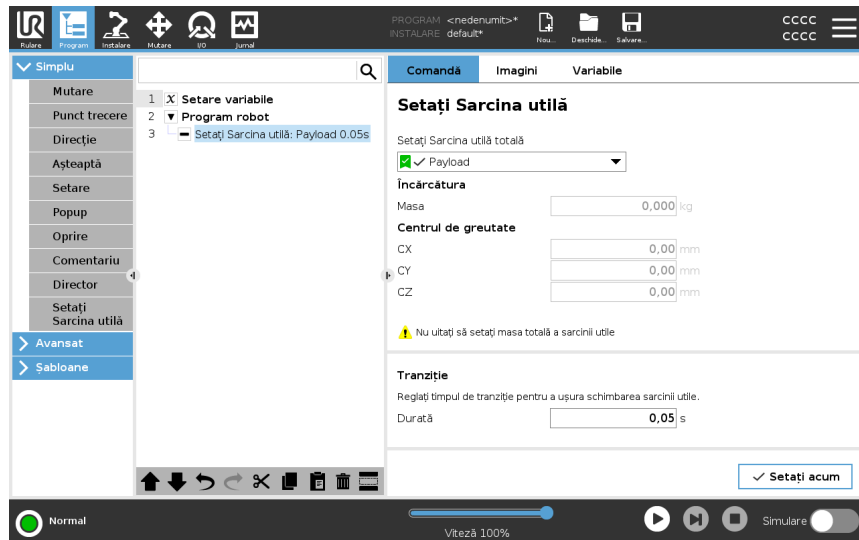 PROGRAM <nedenumit>*
INSTALARE default*
CCCC
CCCC
Rulare Program Instalare Mutare I/O Jurnal Nou... Deschide... Salvare...
Simplu
Mutare
Punct trecere
Direcție
Așteaptă
Setare
Popup
Oprire
Comentariu
Director
Setați
Sarcina utilă
Avansat
Șabloane
1 X Setare variabile
2 Program robot
3 Setați Sarcina utilă: Payload 0.05s
Comandă Imagini Variabile
Setați Sarcina utilă
Setați Sarcina utilă totală
Payload
Încărcătura
Masa 0,000 kg
Centrul de greutate
CX 0,00 mm
CY 0,00 mm
CZ 0,00 mm
Nu uitați să setați masa totală a sarcinii utile
Tranziție
Reglați timpul de tranziție pentru a ușura schimbarea sarcinii utile.
Durată 0,05 s
Setați acum
Normal
Viteză 100%
Simulare